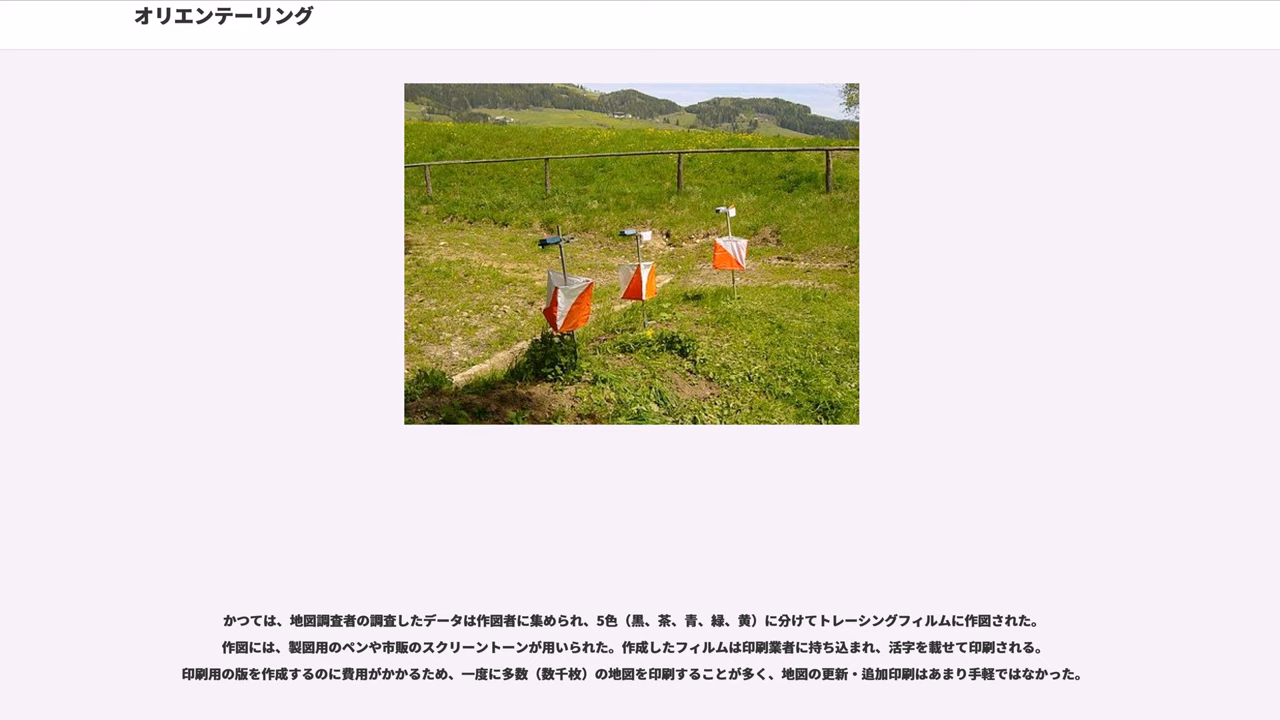 オリエンテーリング
かつては、地図調査者の調査したデータは作図者に集められ、5色（黒、茶、青、緑、黄）に分けてトレーシングフィルムに作図された。
作図には、製図用のペンや市販のスクリーントーンが用いられた。作成したフィルムは印刷業者に持ち込まれ、活字を載せて印刷される。
印刷用の版を作成するのに費用がかかるため、一度に多数（数千枚）の地図を印刷することが多く、地図の更新・追加印刷はあまり手軽ではなかった。